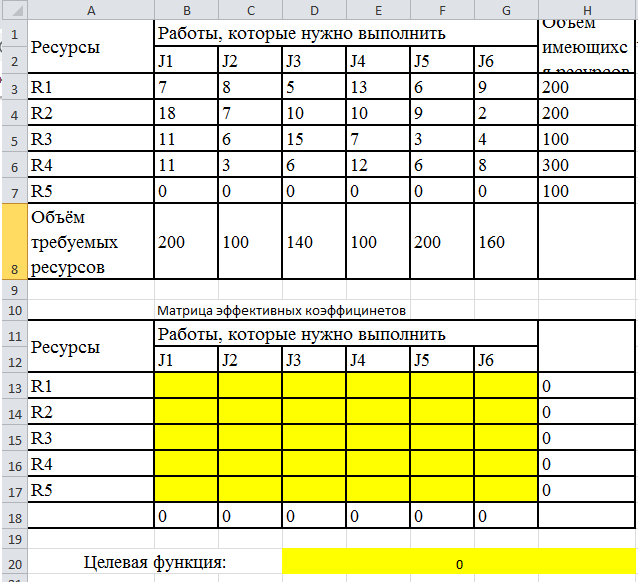 A B C D E F G H
1 Ресурсы Работы, которые нужно выполнить Объём
2 J1 J2 J3 J4 J5 J6 имеющихс
я ресурсов
3 R1 7 8 5 13 6 9 200
4 R2 18 7 10 10 9 2 200
5 R3 11 6 15 7 3 4 100
6 R4 11 3 6 12 6 8 300
7 R5 0 0 0 0 0 0 100
Объём
требуемых
8 ресурсов 200 100 140 100 200 160
9
10 Матрица эффективных коэффицинетов
11 Ресурсы Работы, которые нужно выполнить
12 J1 J2 J3 J4 J5 J6
13 R1 0
14 R2 0
15 R3 0
16 R4 0
17 R5 0
18 0 0 0 0 0 0
19
20 Целевая функция: 0